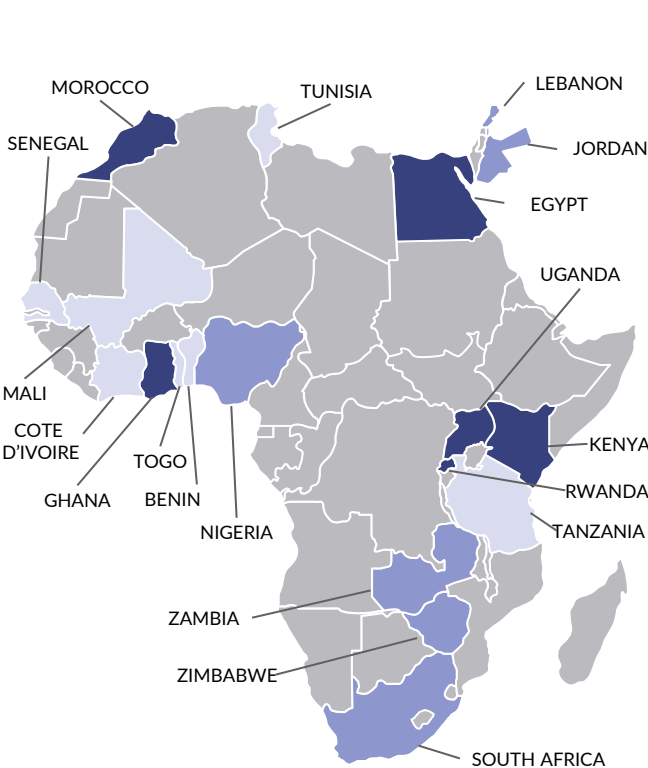 LEBANON
MOROCCO
TUNISIA
SENEGAL
JORDAN
EGYPT
UGANDA
MALI
COTE
D'IVOIRE
KENYA
TOGO
GHANA
BENIN
RWANDA
NIGERIA
TANZANIA
ZAMBIA
ZIMBABWE
SOUTH AFRICA